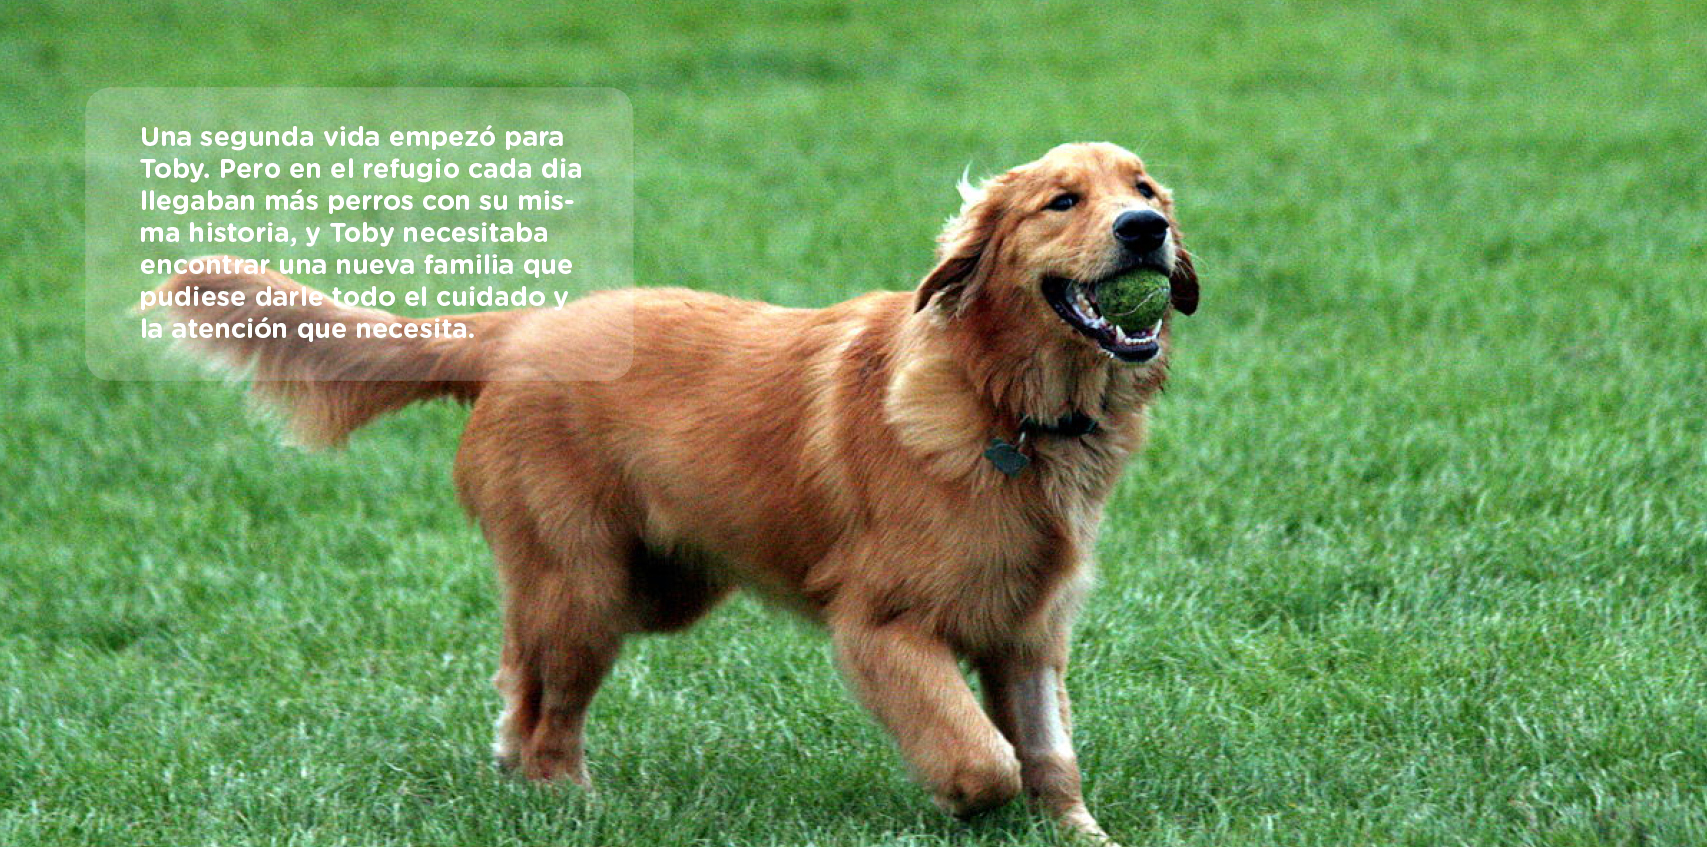 Una segunda vida empezó para
Toby. Pero en el refugio cada dia
llegaban más perros con su mis-
ma historia, y Toby necesitaba
encontrar una nueva familia que
pudiese darle todo el cuidado y
la atención que necesita.